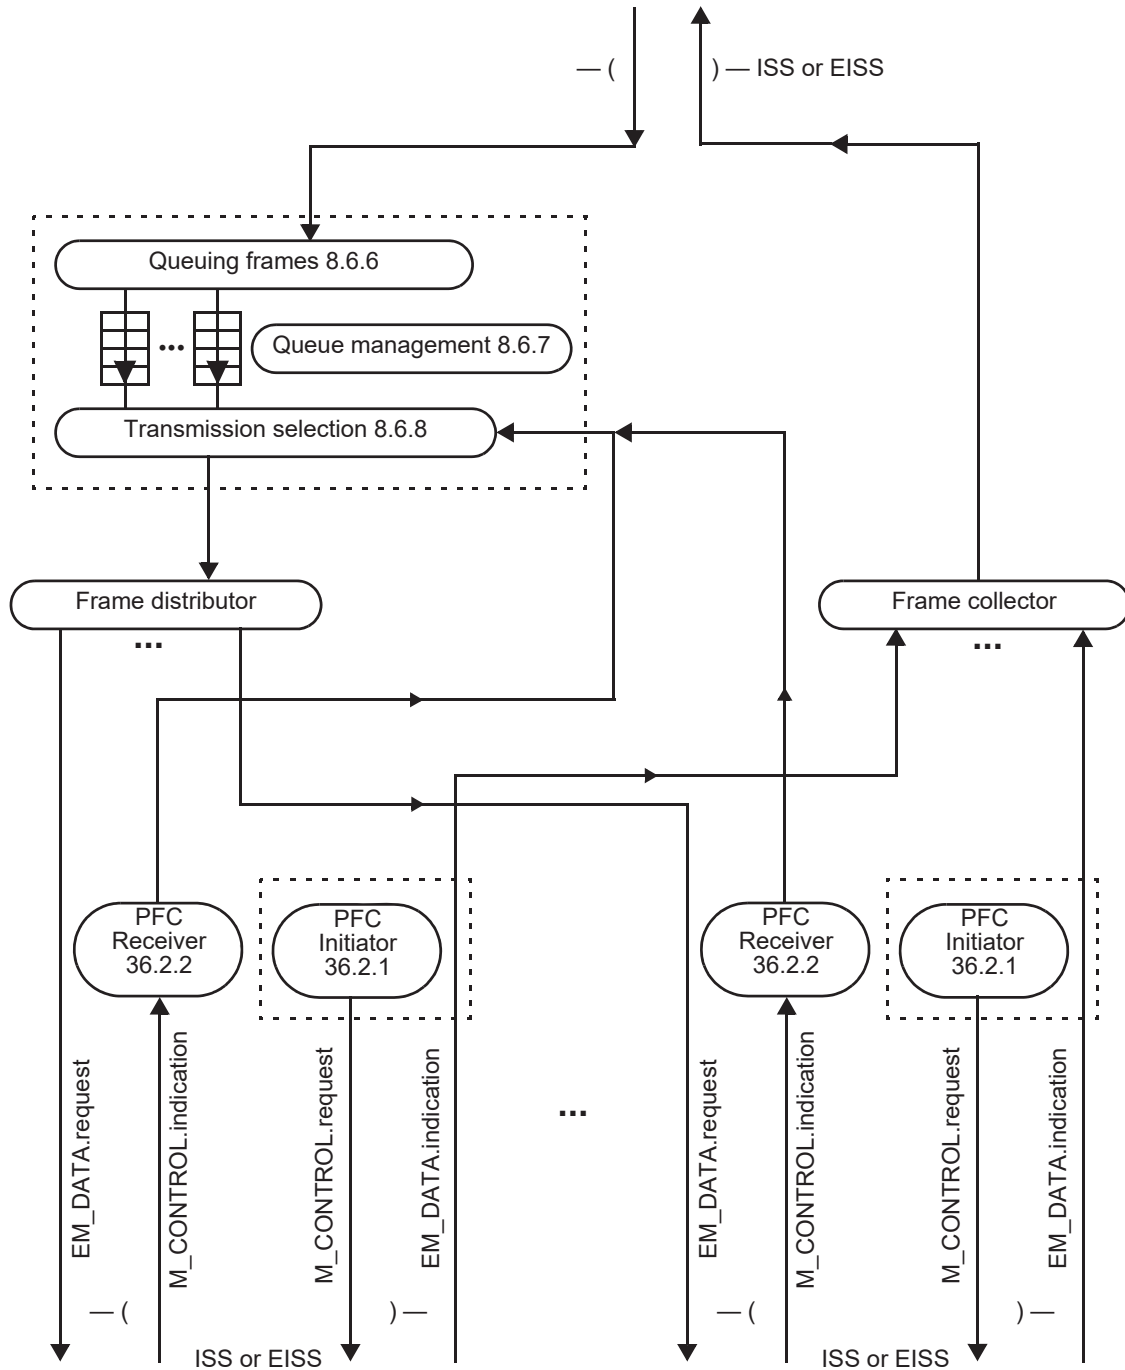 — (
) — ISS or EISS
Queuing frames 8.6.6
...
Queue management 8.6.7
Transmission selection 8.6.8
Frame distributor
...
Frame collector
...
PFC
Receiver
36.2.2
PFC
Initiator
36.2.1
PFC
Receiver
36.2.2
PFC
Initiator
36.2.1
EM_DATA.request
M_CONTROL.indication
M_CONTROL.request
EM_DATA.indication
...
EM_DATA.request
M_CONTROL.indication
M_CONTROL.request
EM_DATA.indication
— (
) —
— (
) —
ISS or EISS
ISS or EISS